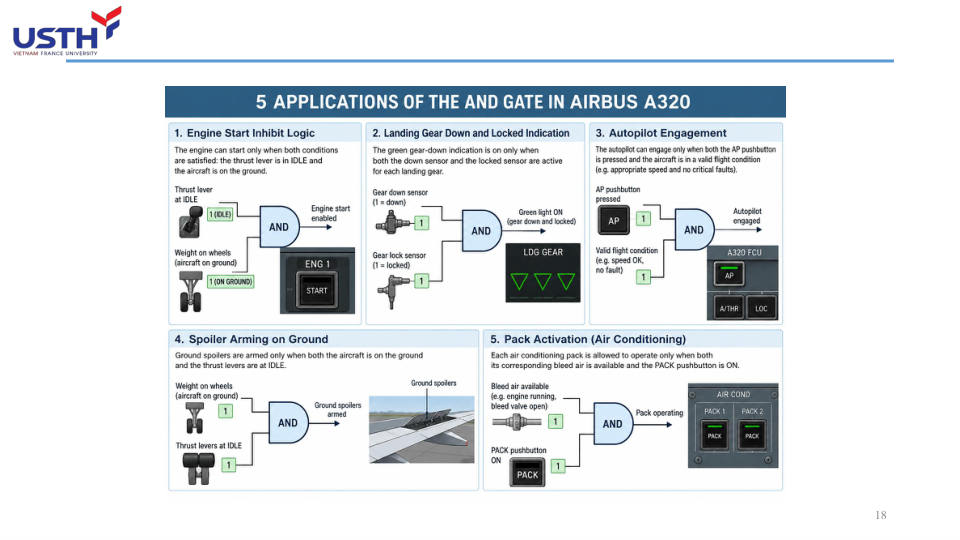 USTH
VIETNAM FRANCE UNIVERSITY
5 APPLICATIONS OF THE AND GATE IN AIRBUS A320
1. Engine Start Inhibit Logic
The engine can start only when both conditions
are satisfied: the thrust lever is in IDLE and
the aircraft is on the ground.
Thrust lever
at IDLE
1 (IDLE)
AND
Engine start
enabled
Weight on wheels
(aircraft on ground)
1 (ON GROUND)
ENG 1
START
2. Landing Gear Down and Locked Indication
The green gear-down indication is on only when
both the down sensor and the locked sensor are active
for each landing gear.
Gear down sensor
(1 = down)
1
AND
Green light ON
(gear down and locked)
Gear lock sensor
(1 = locked)
1
LDG GEAR
3. Autopilot Engagement
The autopilot can engage only when both the AP pushbutton
is pressed and the aircraft is in a valid flight condition
(e.g. appropriate speed and no critical faults).
AP pushbutton
pressed
AP
1
AND
Autopilot
engaged
Valid flight condition
(e.g. speed OK,
no fault)
1
A320 FCU
AP
A/THR
LOC
4. Spoiler Arming on Ground
Ground spoilers are armed only when both the aircraft is on the ground
and the thrust levers are at IDLE.
Weight on wheels
(aircraft on ground)
1
AND
Ground spoilers
armed
Ground spoilers
Thrust levers at IDLE
1
5. Pack Activation (Air Conditioning)
Each air conditioning pack is allowed to operate only when both
its corresponding bleed air is available and the PACK pushbutton is ON.
Bleed air available
(e.g. engine running,
bleed valve open)
1
AND
Pack operating
PACK pushbutton
ON
PACK
1
AIR COND
PACK 1
PACK 2
PACK
PACK
18